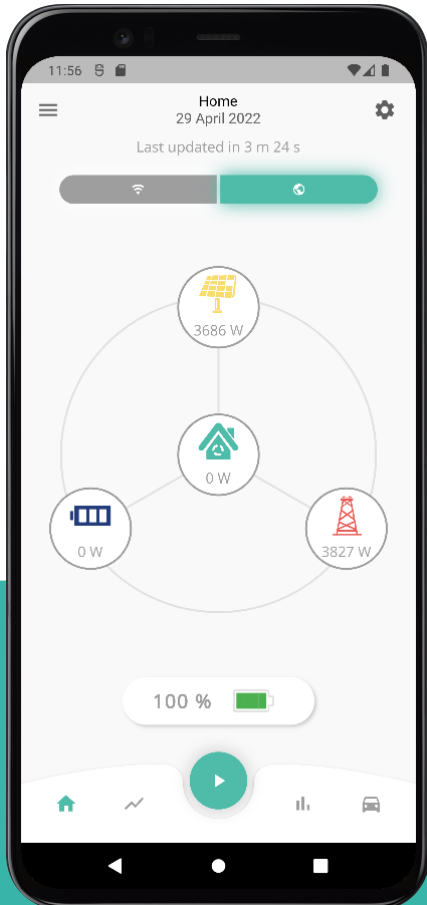 11:56
Home
29 April 2022
Last updated in 3 m 24 s
3686 W
0 W
0 W
3827 W
100 %